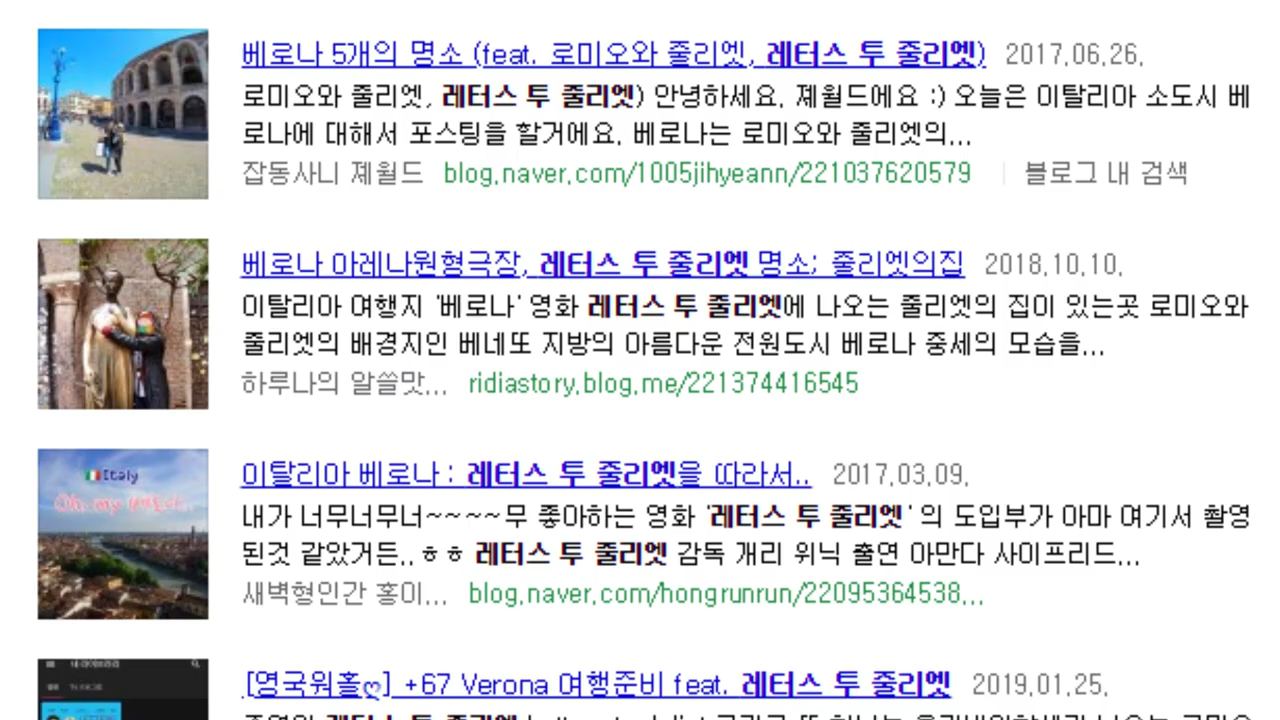 베로나 5개의 명소 (feat. 로미오와 줄리엣, 레터스 투 줄리엣) 2017.06.26.
로미오와 줄리엣, 레터스 투 줄리엣) 안녕하세요. 졔월드에요 :) 오늘은 이탈리아 소도시 베
로나에 대해서 포스팅을 할거에요. 베로나는 로미오와 줄리엣의...
잡동사니 졔월드 blog.naver.com/1005jihyeann/221037620579 | 블로그 내 검색
베로나 아레나원형극장, 레터스 투 줄리엣 명소; 줄리엣의집 2018.10.10.
이탈리아 여행지 '베로나' 영화 레터스 투 줄리엣에 나오는 줄리엣의 집이 있는곳 로미오와
줄리엣의 배경지인 베네또 지방의 아름다운 전원도시 베로나 중세의 모습을...
하루나의 알쓸맛... ridiastory.blog.me/221374416545
Italy
Oh, my
이탈리아 베로나 : 레터스 투 줄리엣을 따라서.. 2017.03.09.
내가 너무너무너~~~~무 좋아하는 영화 '레터스 투 줄리엣 ' 의 도입부가 아마 여기서 촬영
된것 같았거든..ㅎㅎ 레터스 투 줄리엣 감독 개리 위닉 출연 아만다 사이프리드...
새벽형인간 홍이... blog.naver.com/hongrunrun/22095364538...
[영국워홀ღ] +67 Verona 여행준비 feat. 레터스 투 줄리엣 2019.01.25.